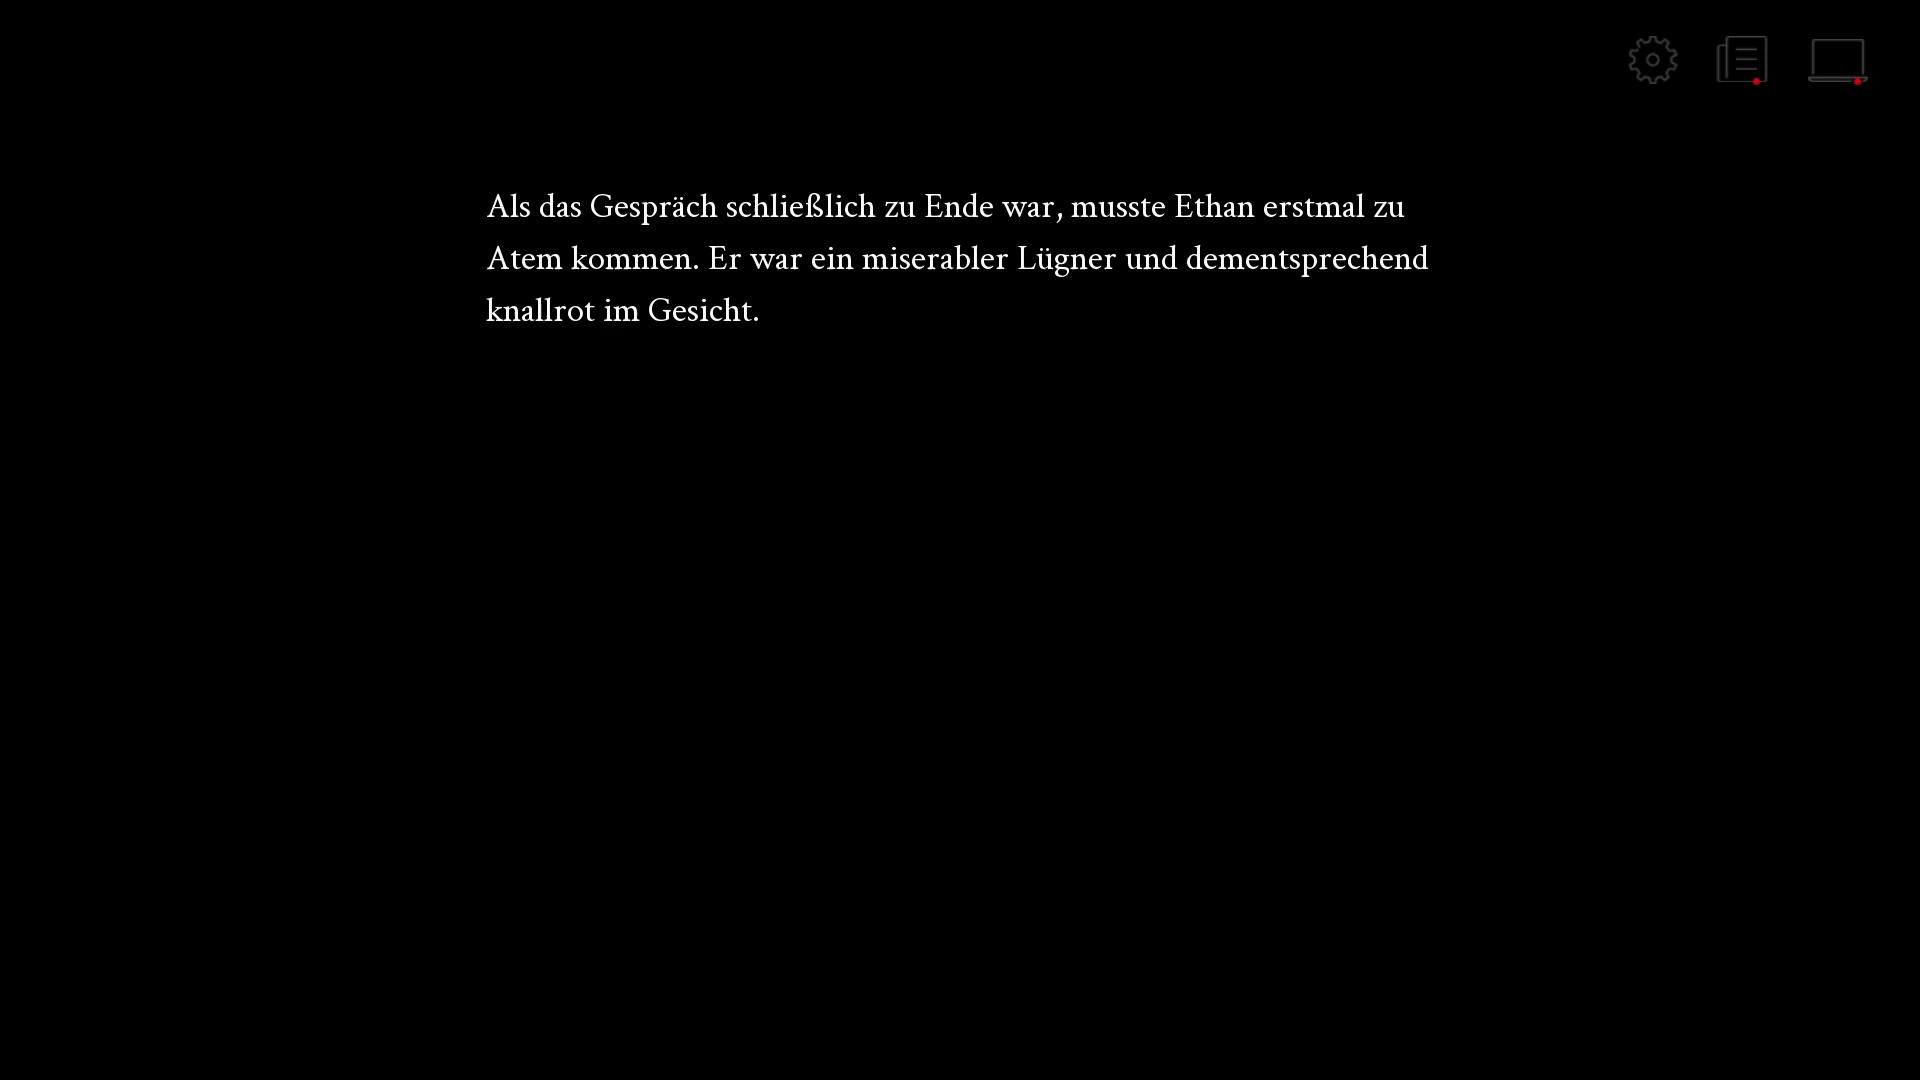 Als das Gespräch schließlich zu Ende war, musste Ethan erstmal zu
Atem kommen. Er war ein miserabler Lügner und dementsprechend
knallrot im Gesicht.